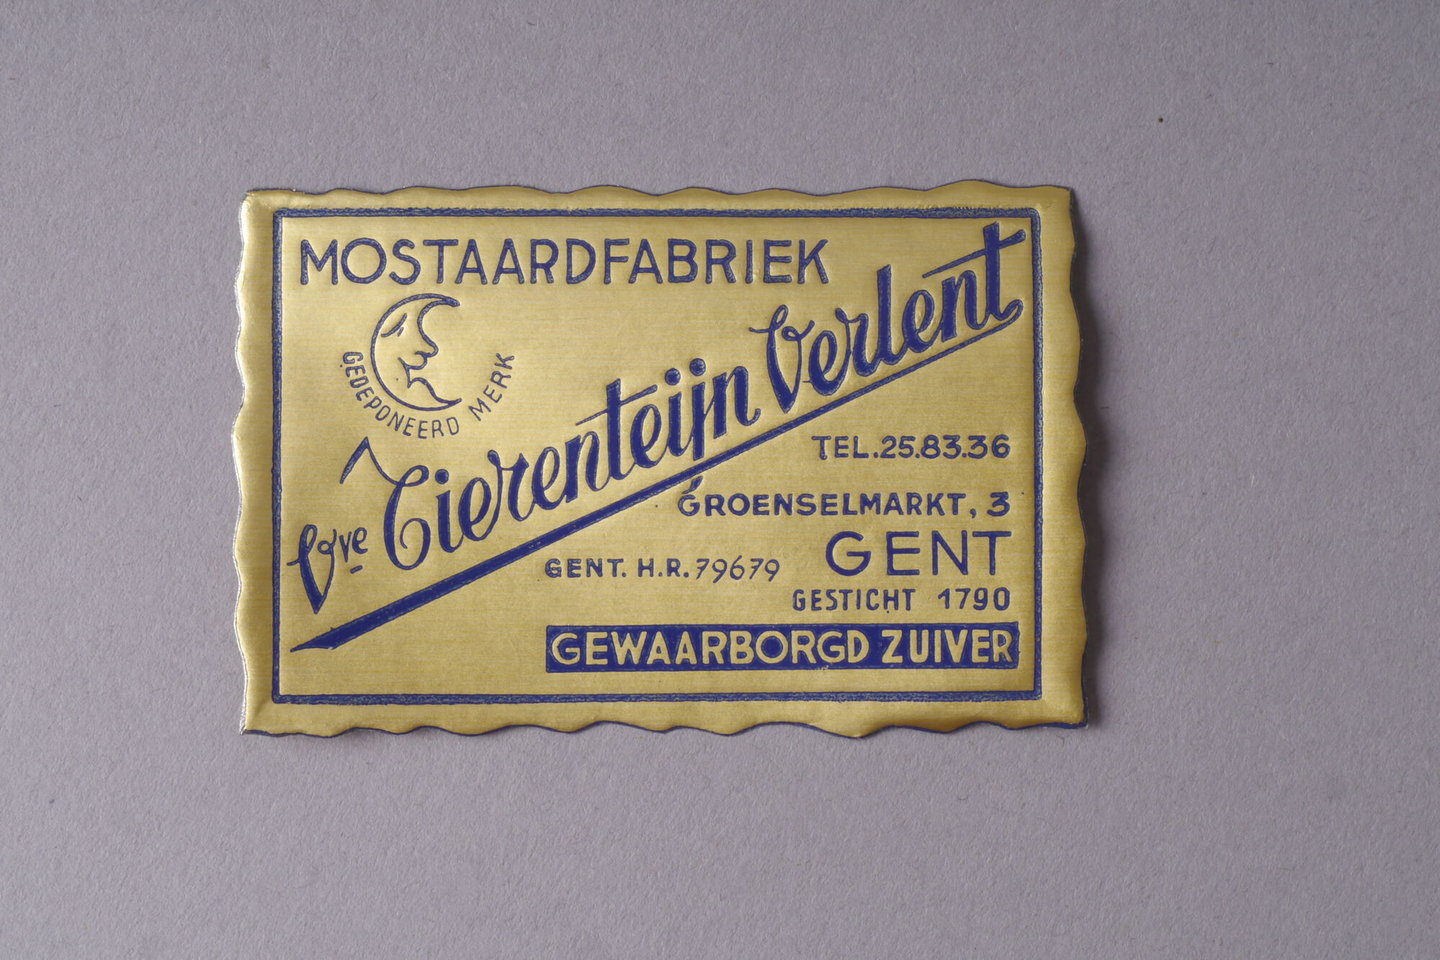 MOSTAARDFABRIEK
GEDEPONEERD MERK
Vve Tierenteijn Verlent
TEL.25.83.36
GROENSELMARKT, 3
GENT
GENT. H.R. 79679
GESTICHT 1790
GEWAARBORGD ZUIVER